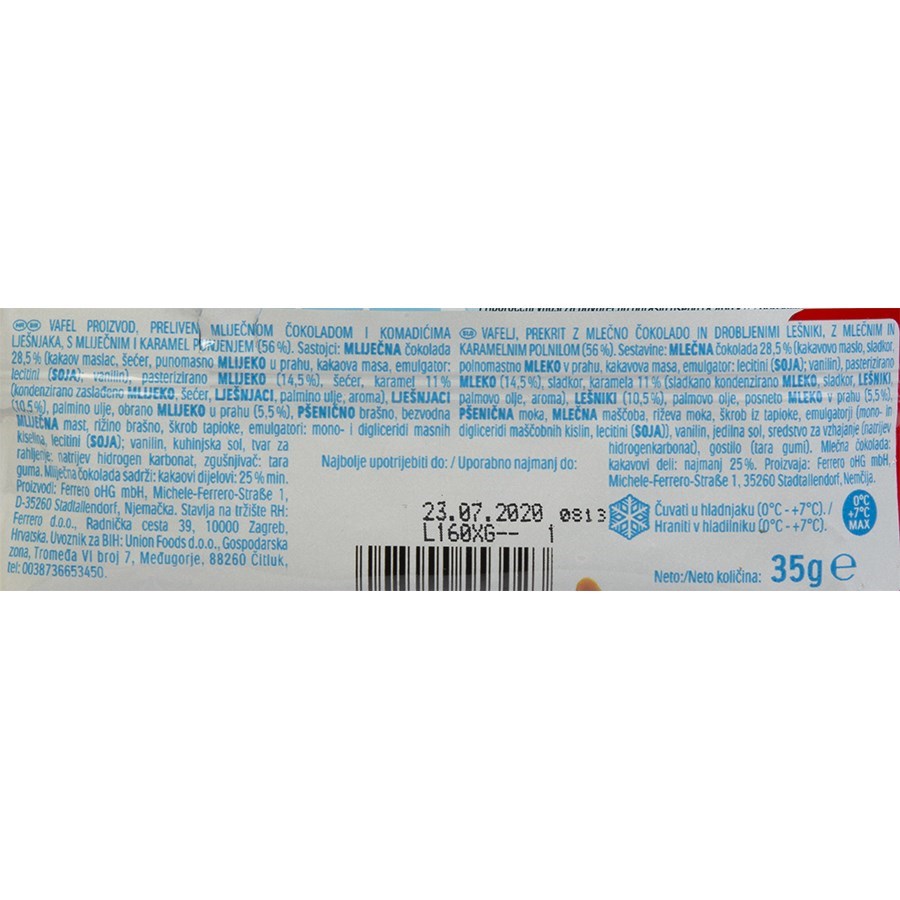 HR BIH VAFEL PROIZVOD, PRELIVEN MLIJEČNOM ČOKOLADOM I KOMADIĆIMA
LJEŠNJAKA, S MLIJEČNIM I KARAMEL PUNJENJEM (56 %). Sastojci: MLIJEČNA čokolada
28,5 % (kakaov maslac, šećer, punomasno MLIJEKO u prahu, kakaova masa, emulgator:
lecitini (SOJA); vanilin), pasterizirano MLIJEKO (14,5 %), šećer, karamel 11 %
(kondenzirano zaslađeno MLIJEKO, šećer, LJEŠNJACI, palmino ulje, aroma), LJEŠNJACI
(10,5 %), palmino ulje, obrano MLIJEKO u prahu (5,5 %), PŠENIČNO brašno, bezvodna
MLIJEČNA mast, rižino brašno, škrob tapioke, emulgatori: mono- i digliceridi masnih
kiselina, lecitini (SOJA); vanilin, kuhinjska sol, tvar za
rahljenje: natrijev hidrogen karbonat, zgušnjivač: tara
guma. Mliječna čokolada sadrži: kakaovi dijelovi: 25 % min.
Proizvodi: Ferrero oHG mbH, Michele-Ferrero-Straße 1,
D-35260 Stadtallendorf, Njemačka. Stavlja na tržište RH:
Ferrero d.o.o., Radnička cesta 39, 10000 Zagreb,
Hrvatska. Uvoznik za BIH: Union Foods d.o.o., Gospodarska
zona, Tromeđa VI broj 7, Međugorje, 88260 Čitluk,
tel: 0038736653450.
SLO VAFELJ, PREKRIT Z MLEČNO ČOKOLADO IN DROBLJENIMI LEŠNIKI, Z MLEČNIM IN
KARAMELNIM POLNILOM (56 %). Sestavine: MLEČNA čokolada 28,5 % (kakavovo maslo, sladkor,
polnomastno MLEKO v prahu, kakavova masa, emulgator: lecitini (SOJA); vanilin), pasterizirano
MLEKO (14,5 %), sladkor, karamela 11 % (sladkano kondenzirano MLEKO, sladkor, LEŠNIKI,
palmovo olje, aroma), LEŠNIKI (10,5 %), palmovo olje, posneto MLEKO v prahu (5,5 %),
PŠENIČNA moka, MLEČNA maščoba, riževa moka, škrob iz tapioke, emulgatorji (mono- in
digliceridi maščobnih kislin, lecitini (SOJA)), vanilin, jedilna sol, sredstvo za vzhajanje (natrijev
hidrogenkarbonat), gostilo (tara gumi). Mlečna čokolada:
kakavovi deli: najmanj 25 %. Proizvaja: Ferrero oHG mbH,
Michele-Ferrero-Straße 1, 35260 Stadtallendorf, Nemčija.
Najbolje upotrijebiti do: / Uporabno najmanj do:
23.07.2020 0813
L160XG-- 1
Čuvati u hladnjaku (0°C - +7°C). /
Hraniti v hladilniku (0°C - +7°C).
0°C
+7°C
MAX
Neto:/Neto količina: 35g e